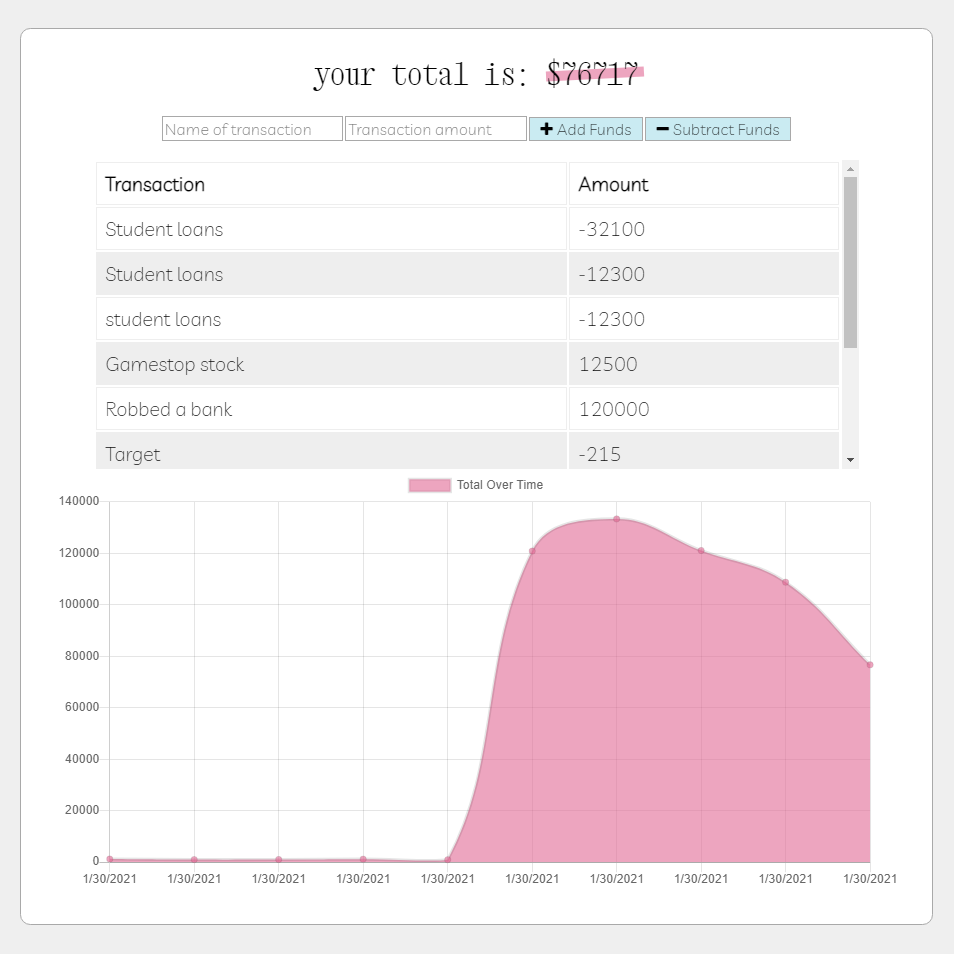 your total is: $76717
Name of transaction Transaction amount Add Funds Subtract Funds
Transaction Amount
Student loans -32100
Student loans -12300
student loans -12300
Gamestop stock 12500
Robbed a bank 120000
Target -215
Total Over Time
140000
120000
100000
80000
60000
40000
20000
0
1/30/2021 1/30/2021 1/30/2021 1/30/2021 1/30/2021 1/30/2021 1/30/2021 1/30/2021 1/30/2021 1/30/2021